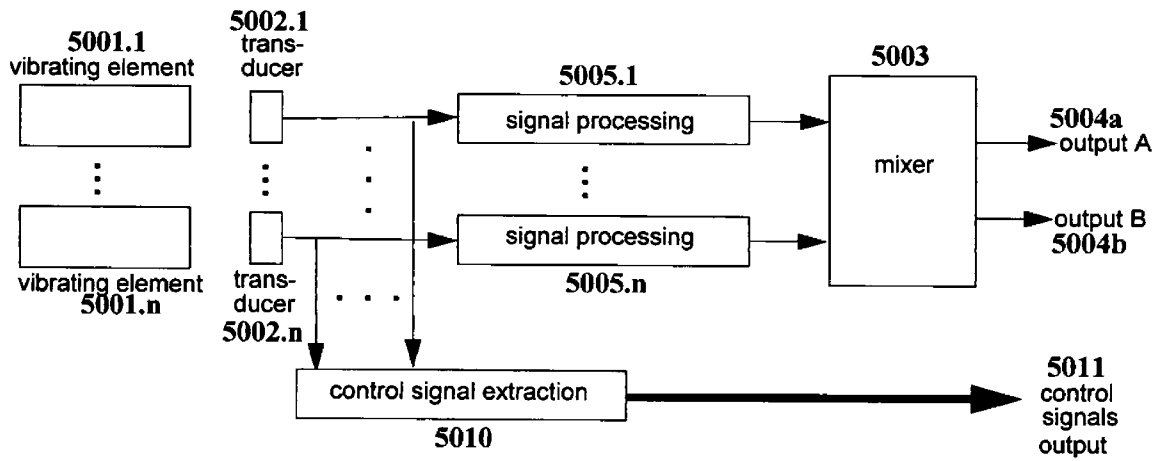 5001.1
vibrating element
5002.1
trans-
ducer
5005.1
signal processing
5003
mixer
5004a
output A
output B
5004b
vibrating element
5001.n
trans-
ducer
5002.n
signal processing
5005.n
control signal extraction
5010
5011
control
signals
output